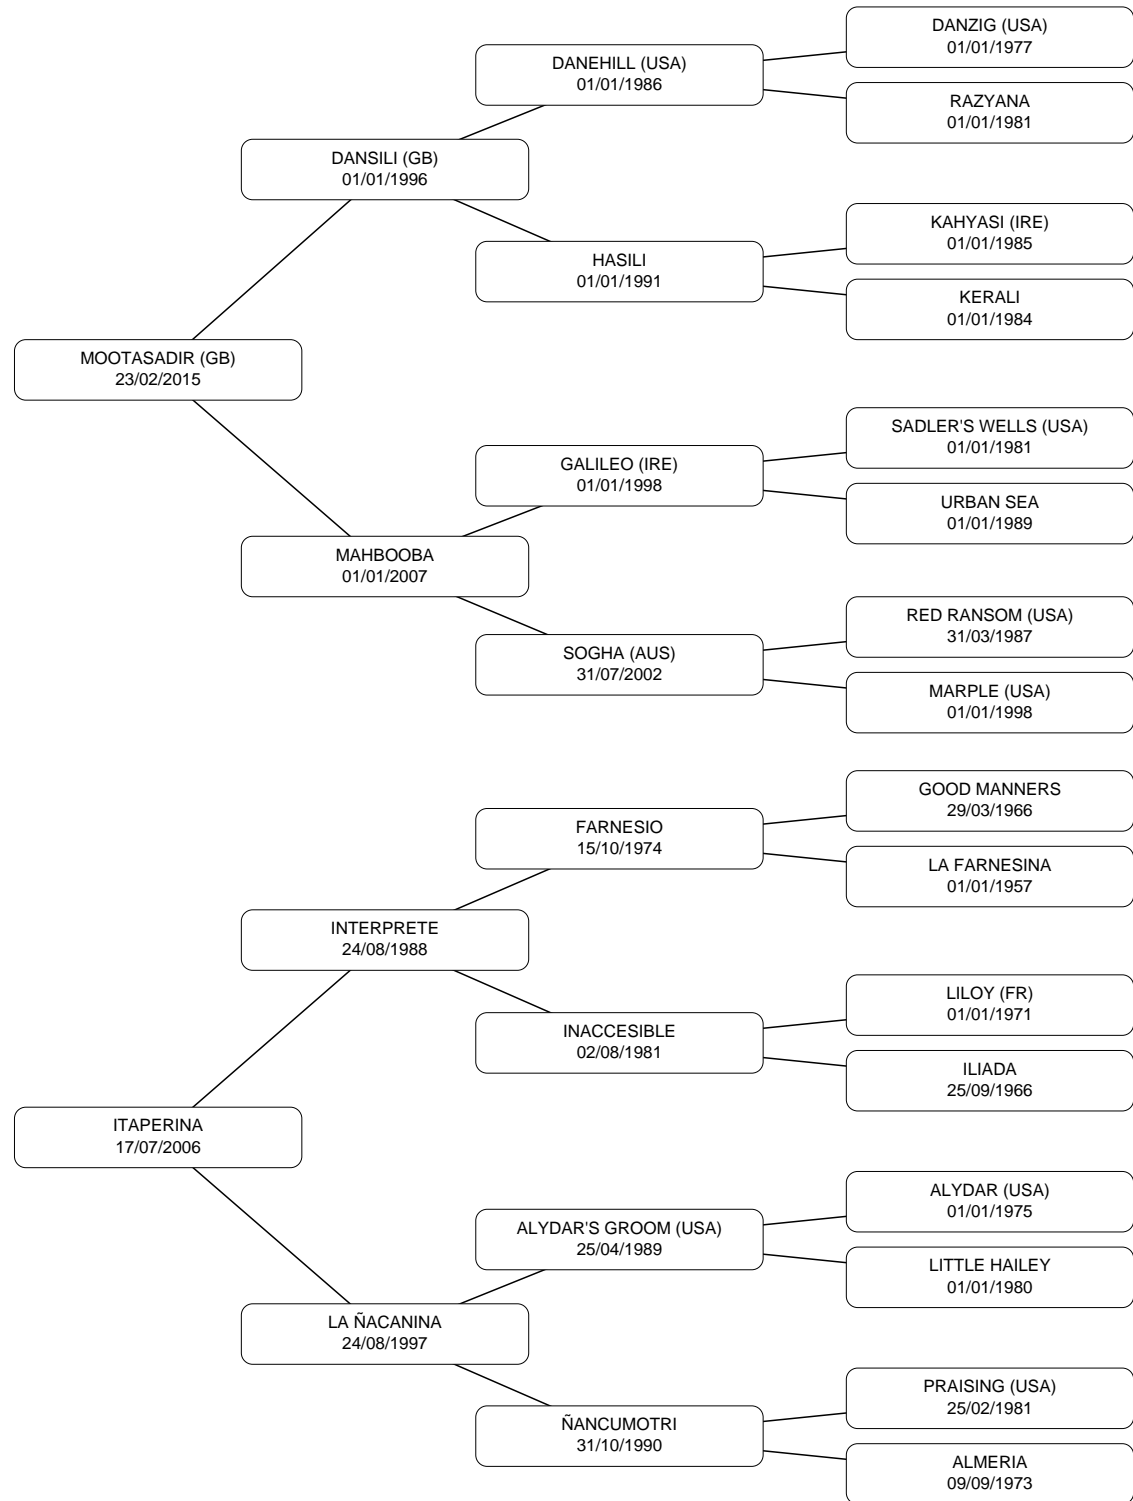 DANZIG (USA)
01/01/1977
DANEHILL (USA)
01/01/1986
RAZYANA
01/01/1981
DANSILI (GB)
01/01/1996
KAHYASI (IRE)
01/01/1985
HASILI
01/01/1991
KERALI
01/01/1984
MOOTASADIR (GB)
23/02/2015
SADLER'S WELLS (USA)
01/01/1981
GALILEO (IRE)
01/01/1998
URBAN SEA
01/01/1989
MAHBOOBA
01/01/2007
RED RANSOM (USA)
31/03/1987
SOGHA (AUS)
31/07/2002
MARPLE (USA)
01/01/1998
GOOD MANNERS
29/03/1966
FARNESIO
15/10/1974
LA FARNESINA
01/01/1957
INTERPRETE
24/08/1988
LILOY (FR)
01/01/1971
INACCESIBLE
02/08/1981
ILIADA
25/09/1966
ITAPERINA
17/07/2006
ALYDAR (USA)
01/01/1975
ALYDAR'S GROOM (USA)
25/04/1989
LITTLE HAILEY
01/01/1980
LA ÑACANINA
24/08/1997
PRAISING (USA)
25/02/1981
ÑANCUMOTRI
31/10/1990
ALMERIA
09/09/1973